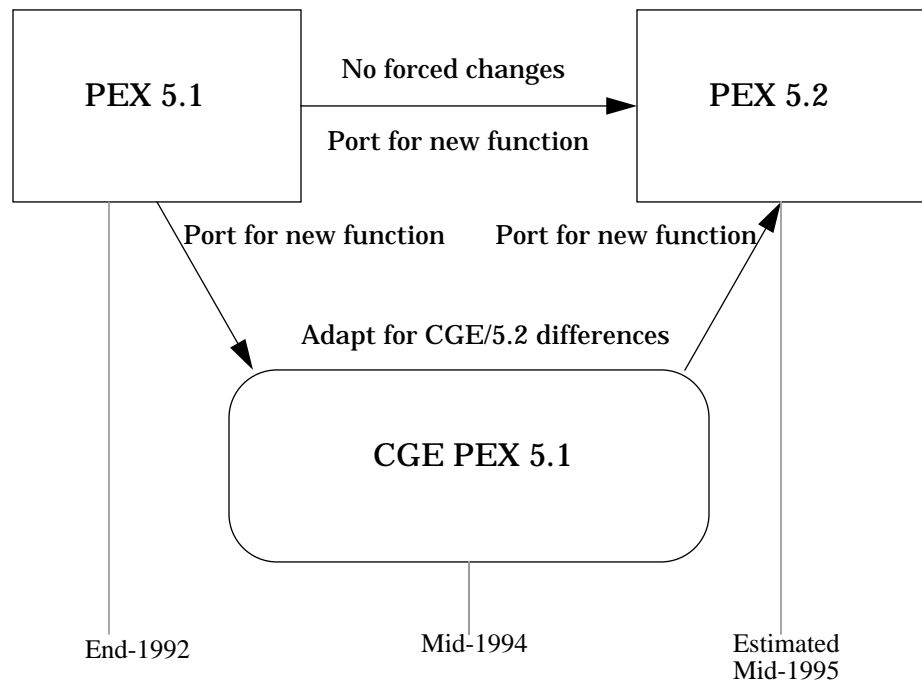 PEX 5.1
No forced changes
PEX 5.2
Port for new function
Port for new function
Port for new function
Adapt for CGE/5.2 differences
CGE PEX 5.1
End-1992
Mid-1994
Estimated
Mid-1995